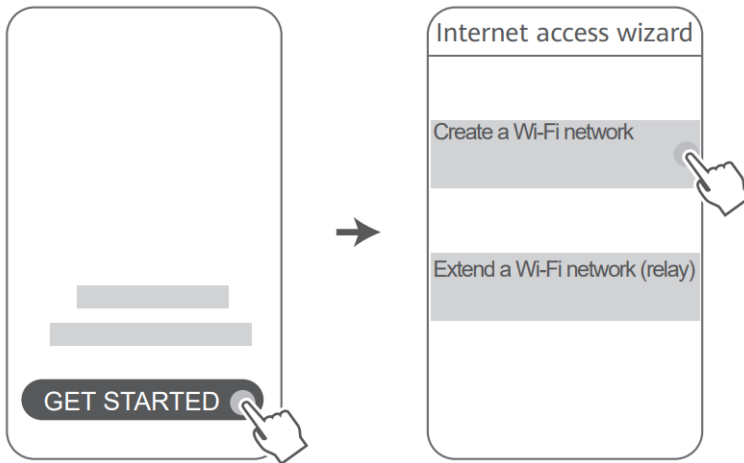 GET STARTED
Internet access wizard
Create a Wi-Fi network
Extend a Wi-Fi network (relay)